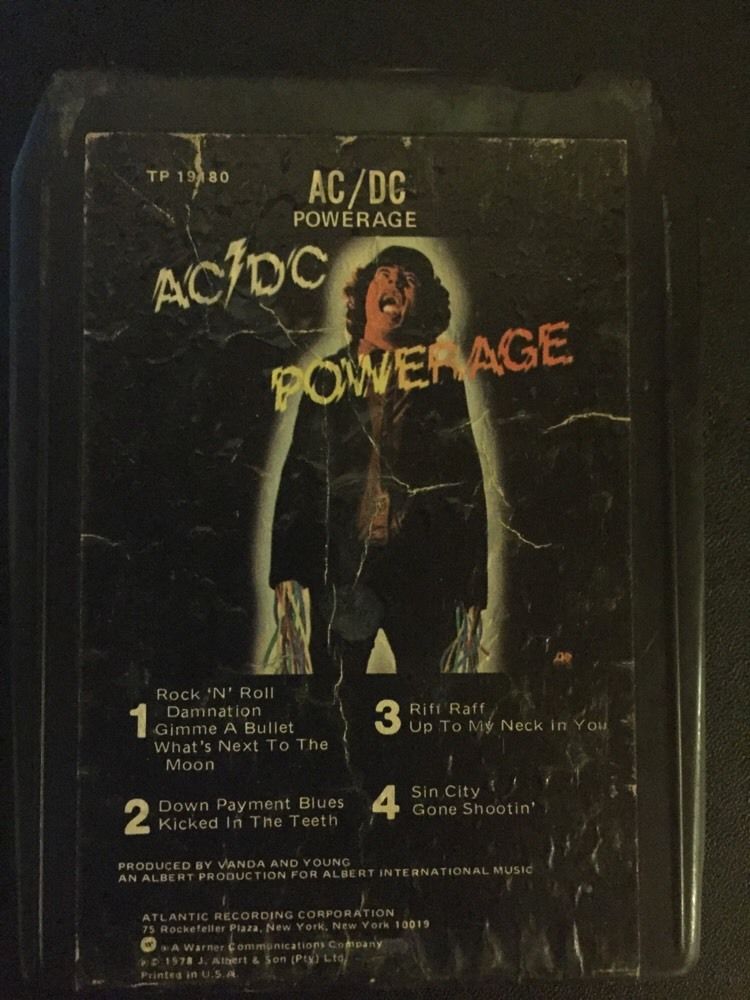 TP 19180
AC/DC
POWERAGE
AC/DC
POWERAGE
1 Rock 'N' Roll
Damnation
Gimme A Bullet
What's Next To The
Moon
2 Down Payment Blues
Kicked In The Teeth
3 Riff Raff
Up To My Neck In You
4 Sin City
Gone Shootin'
PRODUCED BY VANDA AND YOUNG
AN ALBERT PRODUCTION FOR ALBERT INTERNATIONAL MUSIC
ATLANTIC RECORDING CORPORATION
75 Rockefeller Plaza, New York, New York 10019
A Warner Communications Company
℗ © 1978 J. Albert & Son (Pty) Ltd.
Printed in U.S.A.